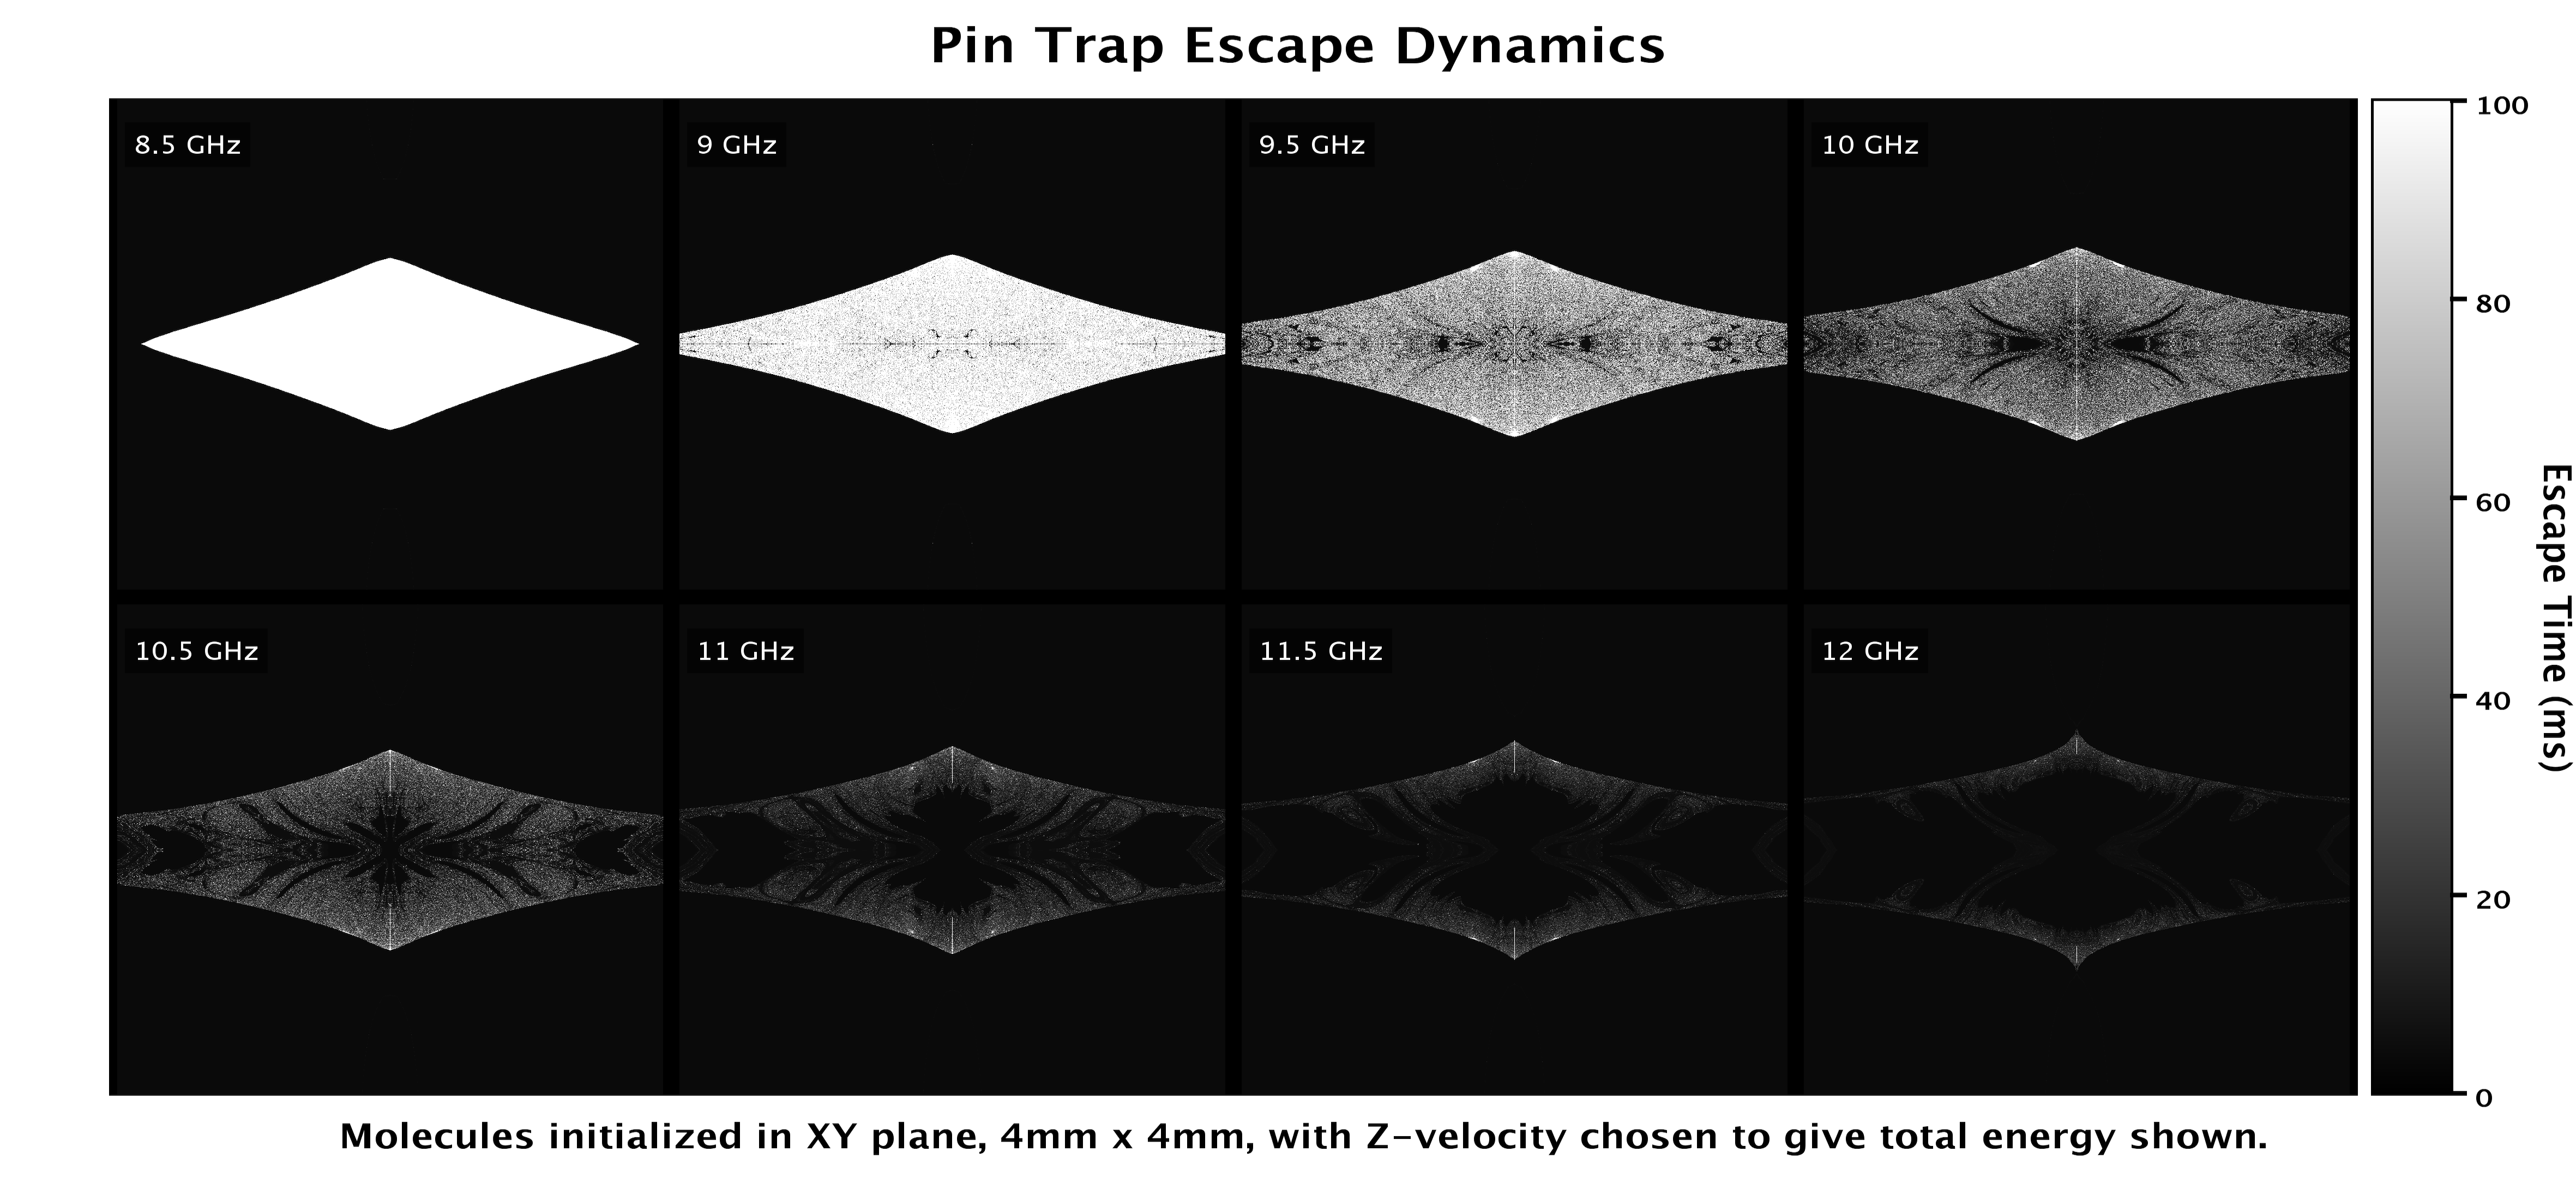 Pin Trap Escape Dynamics
8.5 GHz
9 GHz
9.5 GHz
10 GHz
10.5 GHz
11 GHz
11.5 GHz
12 GHz
100
80
60
40
20
0
Escape Time (ms)
Molecules initialized in XY plane, 4mm x 4mm, with Z-velocity chosen to give total energy shown.